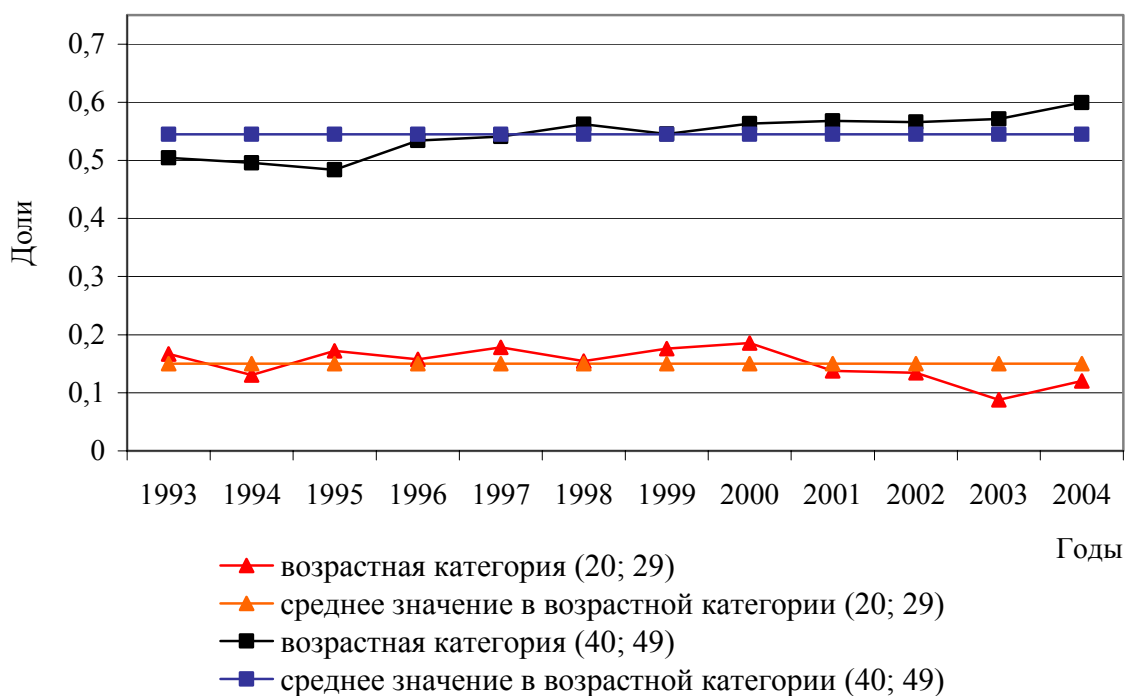 Доли
0,7
0,6
0,5
0,4
0,3
0,2
0,1
0
1993 1994 1995 1996 1997 1998 1999 2000 2001 2002 2003 2004
Годы
возрастная категория (20; 29)
среднее значение в возрастной категории (20; 29)
возрастная категория (40; 49)
среднее значение в возрастной категории (40; 49)